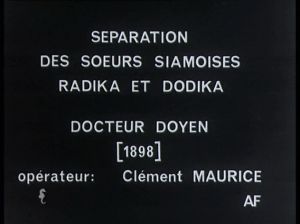 SEPARATION
DES SOEURS SIAMOISES
RADIKA ET DODIKA
DOCTEUR DOYEN
[1898]
opérateur: Clément MAURICE
AF